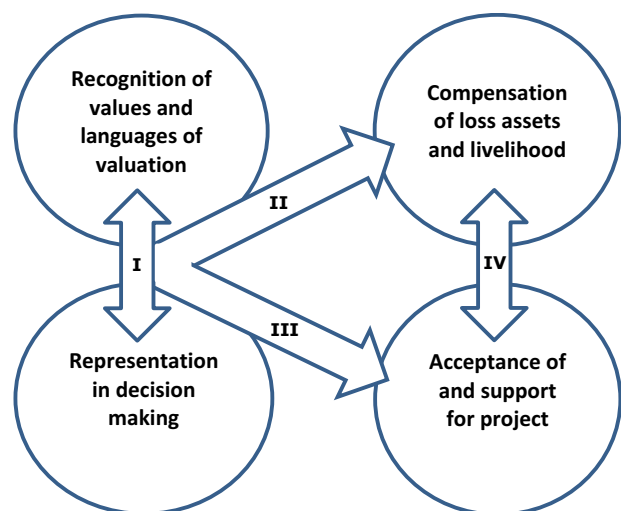 Recognition of
values and
languages of
valuation
Compensation
of loss assets
and livelihood
II
I
IV
III
Representation
in decision
making
Acceptance of
and support
for project